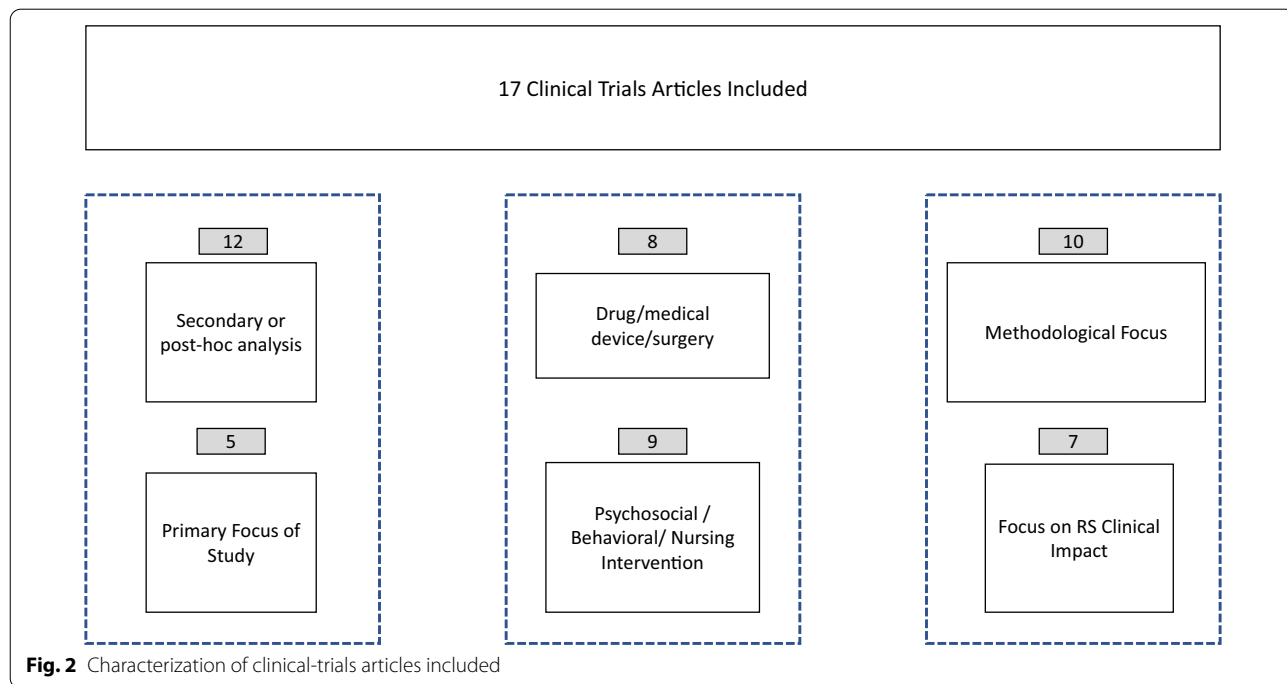 17 Clinical Trials Articles Included
12
Secondary or
post-hoc analysis
5
Primary Focus of
Study
8
Drug/medical
device/surgery
9
Psychosocial /
Behavioral/ Nursing
Intervention
10
Methodological Focus
7
Focus on RS Clinical
Impact
Fig. 2 Characterization of clinical-trials articles included